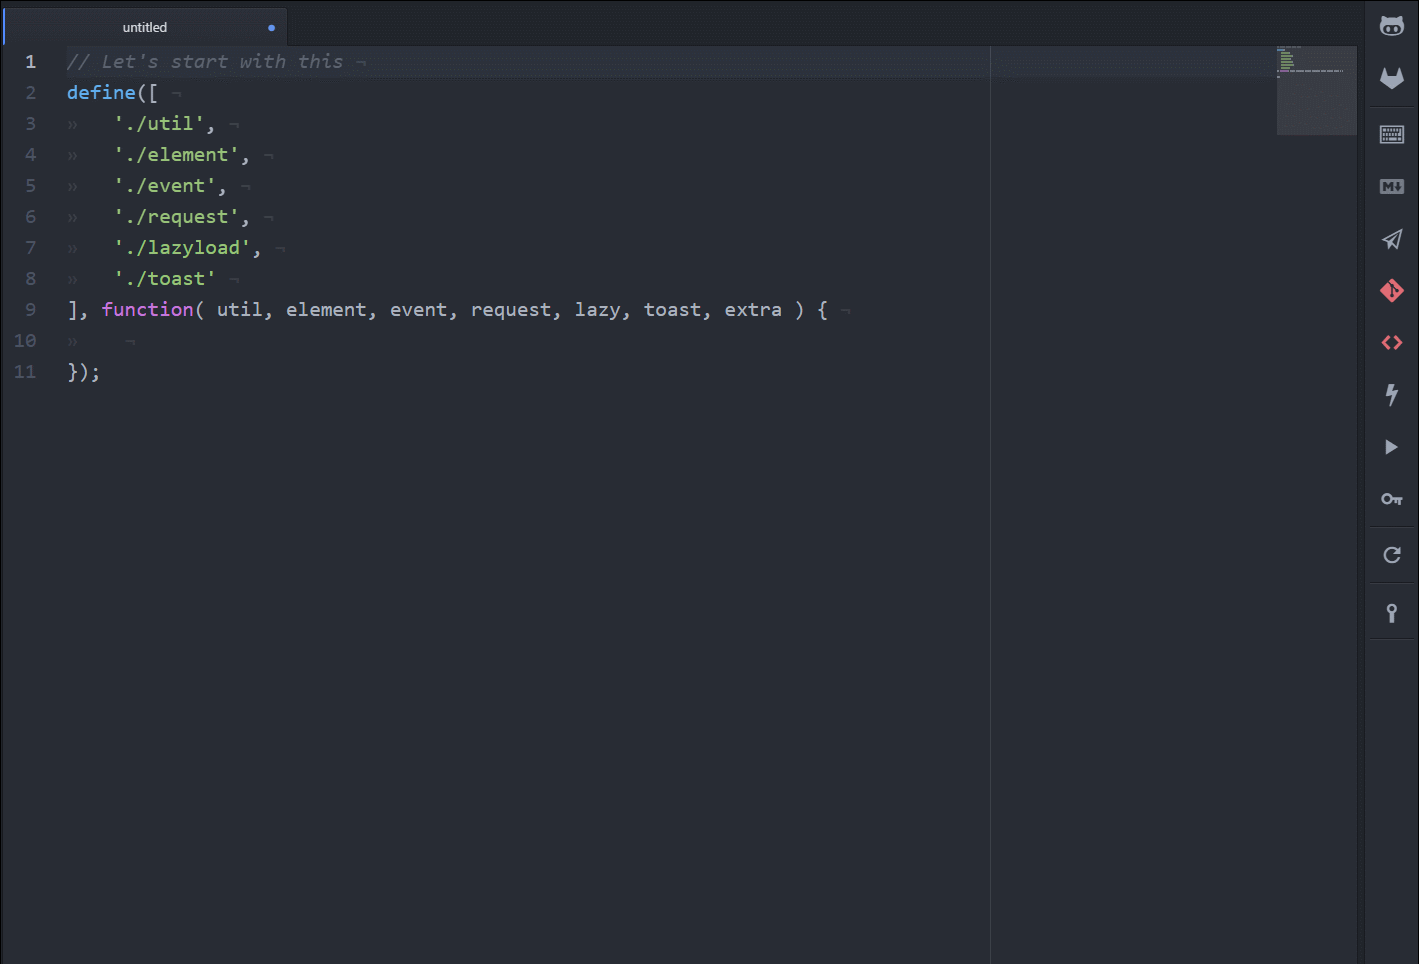 untitled
1 // Let's start with this ¬
2 define([ ¬
3 » './util', ¬
4 » './element', ¬
5 » './event', ¬
6 » './request', ¬
7 » './lazyload', ¬
8 » './toast' ¬
9 ], function( util, element, event, request, lazy, toast, extra ) { ¬
10 » ¬
11 });
M